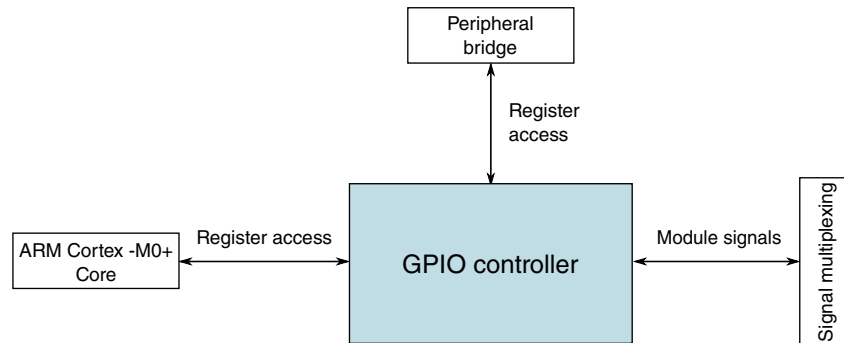 Peripheral
bridge
Register
access
ARM Cortex -M0+
Core
Register access
GPIO controller
Module signals
Signal multiplexing